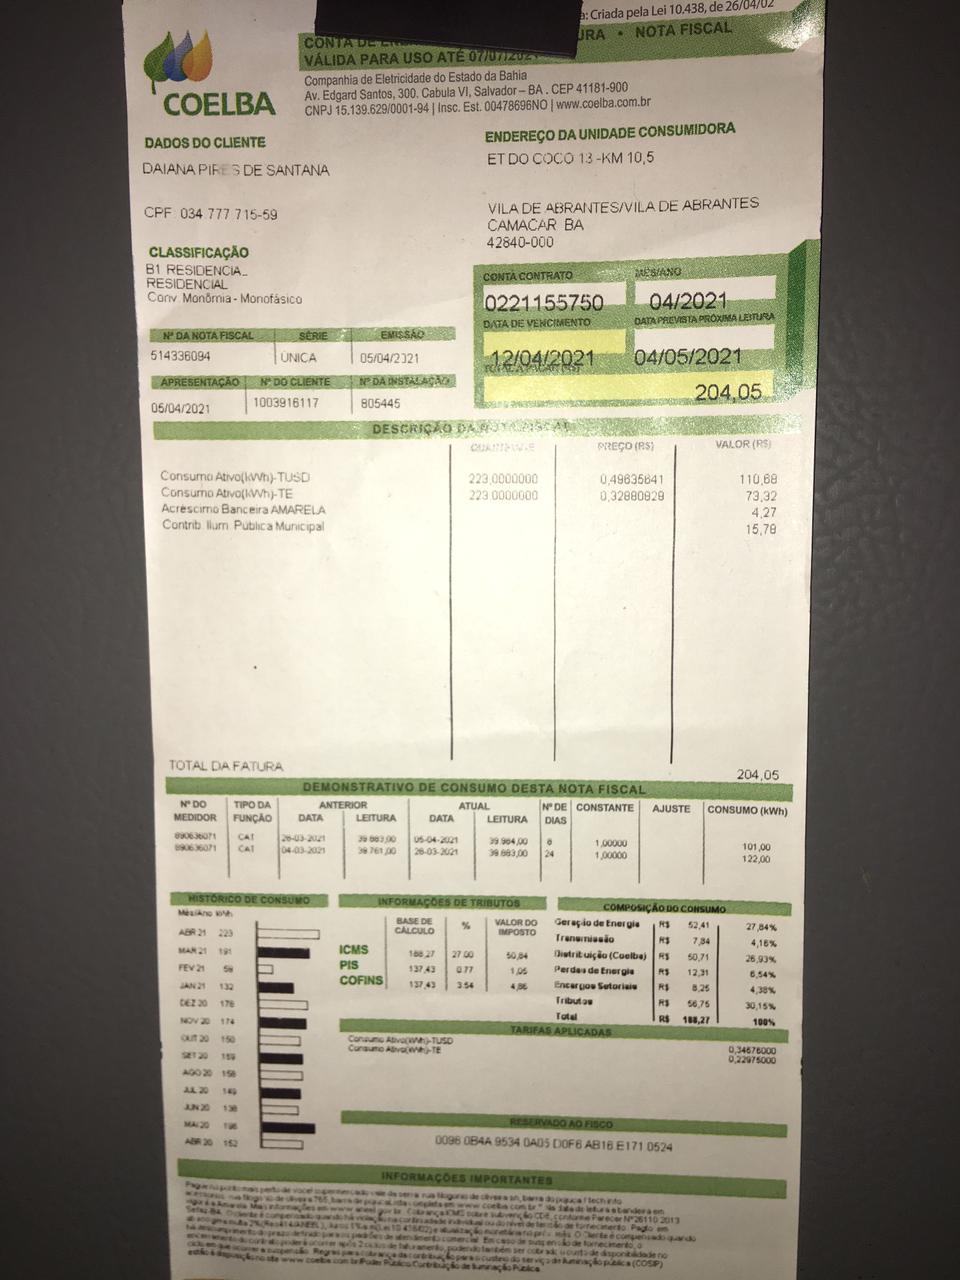 a: Criada pela Lei 10.438, de 26/04/02
CONTA DE
URA • NOTA FISCAL
VÁLIDA PARA USO ATÉ 07/07/2021
COELBA
Companhia de Eletricidade do Estado da Bahia
Av. Edgard Santos, 300. Cabula VI, Salvador – BA . CEP 41181-900
CNPJ 15.139.629/0001-94 | Insc. Est. 00478696NO | www.coelba.com.br
DADOS DO CLIENTE
DAIANA PIRES DE SANTANA
CPF: 034.777.715-59
ENDEREÇO DA UNIDADE CONSUMIDORA
ET DO COCO 13 -KM 10,5
VILA DE ABRANTES/VILA DE ABRANTES
CAMACARI BA
42840-000
CLASSIFICAÇÃO
B1 RESIDENCIAL
RESIDENCIAL
Conv. Monômia - Monofásico
CONTA CONTRATO MÊS/ANO
0221155750 04/2021
DATA DE VENCIMENTO DATA PREVISTA PRÓXIMA LEITURA
12/04/2021 04/05/2021
TOTAL A PAGAR (R$)
204,05
Nº DA NOTA FISCAL SÉRIE EMISSÃO
514336094 ÚNICA 05/04/2021
APRESENTAÇÃO Nº DO CLIENTE Nº DA INSTALAÇÃO
05/04/2021 1003916117 805445
DESCRIÇÃO DA NOTA FISCAL
QUANTIDADE PREÇO (R$) VALOR (R$)
Consumo Ativo(kWh)-TUSD 223,0000000 0,49635641 110,68
Consumo Ativo(kWh)-TE 223,0000000 0,32880829 73,32
Acréscimo Bandeira AMARELA 4,27
Contrib. Ilum. Pública Municipal 15,78
TOTAL DA FATURA 204,05
DEMONSTRATIVO DE CONSUMO DESTA NOTA FISCAL
Nº DO MEDIDOR TIPO DA FUNÇÃO ANTERIOR DATA LEITURA ATUAL DATA LEITURA Nº DE DIAS CONSTANTE AJUSTE CONSUMO (kWh)
890636071 CAT 28-03-2021 39.883,00 05-04-2021 39.984,00 8 1,00000 101,00
890636071 CAT 04-03-2021 39.761,00 28-03-2021 39.883,00 24 1,00000 122,00
HISTÓRICO DE CONSUMO
Mês/Ano kWh
ABR 21 223
MAR 21 191
FEV 21 58
JAN 21 132
DEZ 20 176
NOV 20 174
OUT 20 150
SET 20 159
AGO 20 158
JUL 20 149
JUN 20 138
MAI 20 196
ABR 20 152
INFORMAÇÕES DE TRIBUTOS
BASE DE CÁLCULO % VALOR DO IMPOSTO
ICMS 188,27 27.00 50,84
PIS 137,43 0.77 1,05
COFINS 137,43 3.54 4,86
COMPOSIÇÃO DO CONSUMO
Geração de Energia R$ 52,41 27,84%
Transmissão R$ 7,84 4,16%
Distribuição (Coelba) R$ 50,71 26,93%
Perdas de Energia R$ 12,31 6,54%
Encargos Setoriais R$ 8,25 4,38%
Tributos R$ 56,75 30,15%
Total R$ 188,27 100%
TARIFAS APLICADAS
Consumo Ativo(kWh)-TUSD 0,34676000
Consumo Ativo(kWh)-TE 0,22975000
RESERVADO AO FISCO
0096 0B4A 9534 0A05 D0F6 AB16 E171 0524
INFORMAÇÕES IMPORTANTES